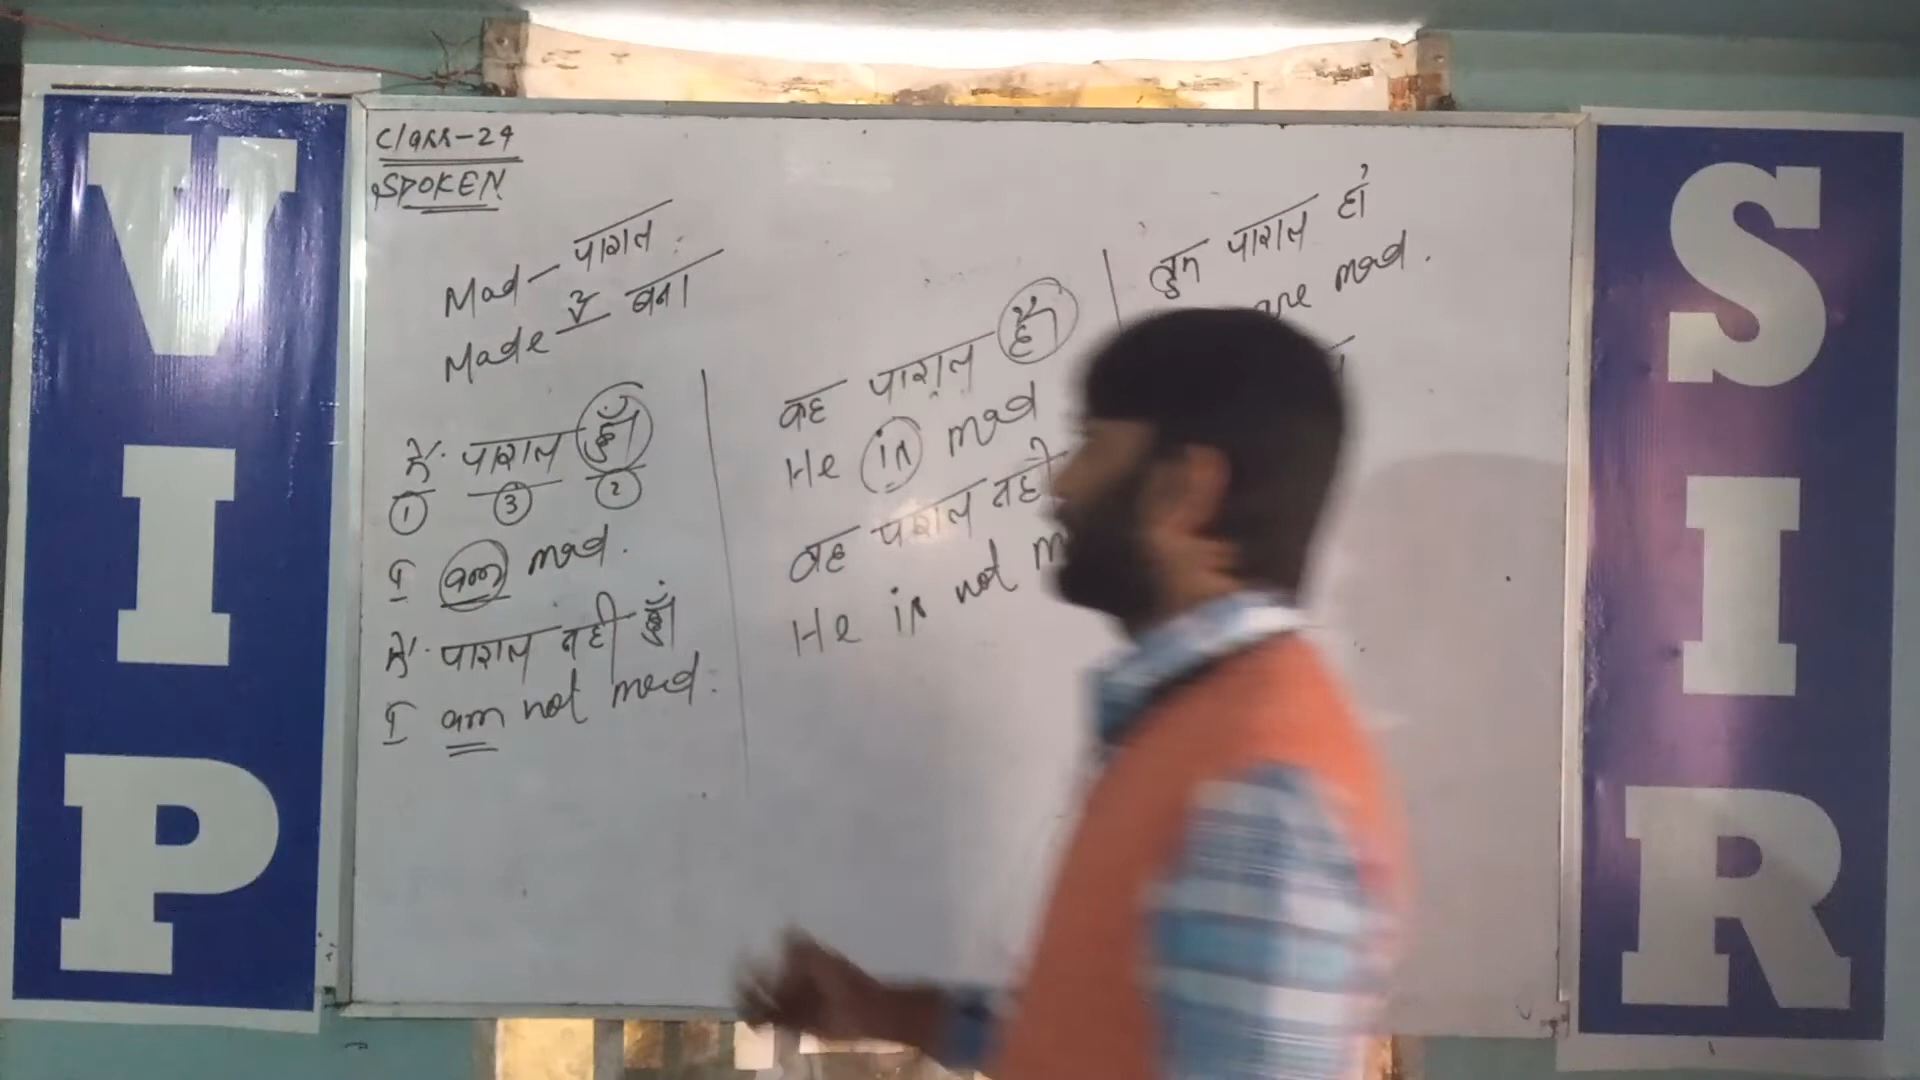 VIP
Class-24
SPOKEN
Mad — पागल
Made — से बना
मैं पागल हूँ
1 3 2
I am mad.
मैं पागल नही हूँ
I am not mad.
वह पागल है
He is mad
वह पागल नही
He is not
तुम पागल हो
are mad.
SIR